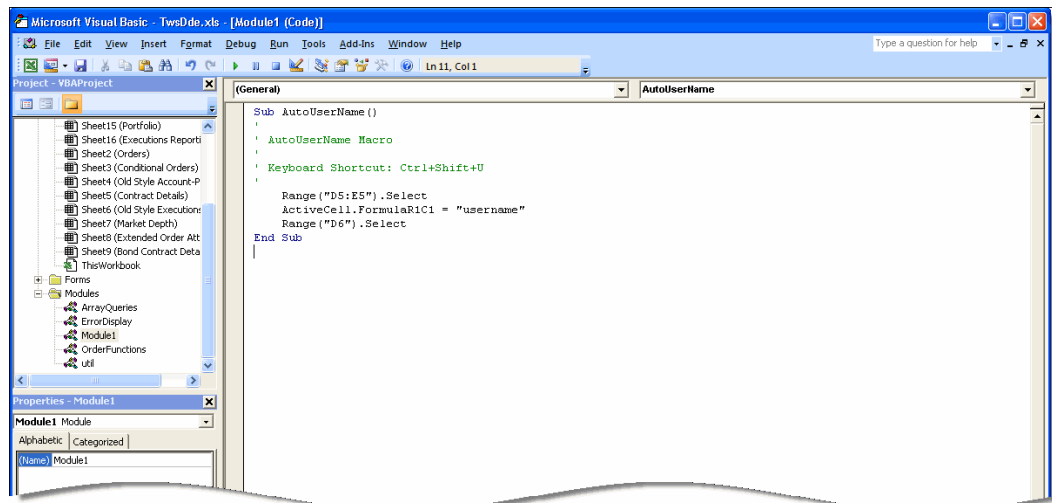 Microsoft Visual Basic - TwsDde.xls - [Module1 (Code)]
File Edit View Insert Format Debug Run Tools Add-Ins Window Help
Type a question for help
Ln 11, Col 1
Project - VBAProject
(General)
AutoUserName
Sheet15 (Portfolio)
Sheet16 (Executions Reporti
Sheet2 (Orders)
Sheet3 (Conditional Orders)
Sheet4 (Old Style Account-P
Sheet5 (Contract Details)
Sheet6 (Old Style Executions
Sheet7 (Market Depth)
Sheet8 (Extended Order Att
Sheet9 (Bond Contract Deta
ThisWorkbook
Forms
Modules
ArrayQueries
ErrorDisplay
Module1
OrderFunctions
util
Properties - Module1
Module1 Module
Alphabetic Categorized
(Name) Module1
Sub AutoUserName()
'
' AutoUserName Macro
'
' Keyboard Shortcut: Ctrl+Shift+U
'
Range("D5:E5").Select
ActiveCell.FormulaR1C1 = "username"
Range("D6").Select
End Sub